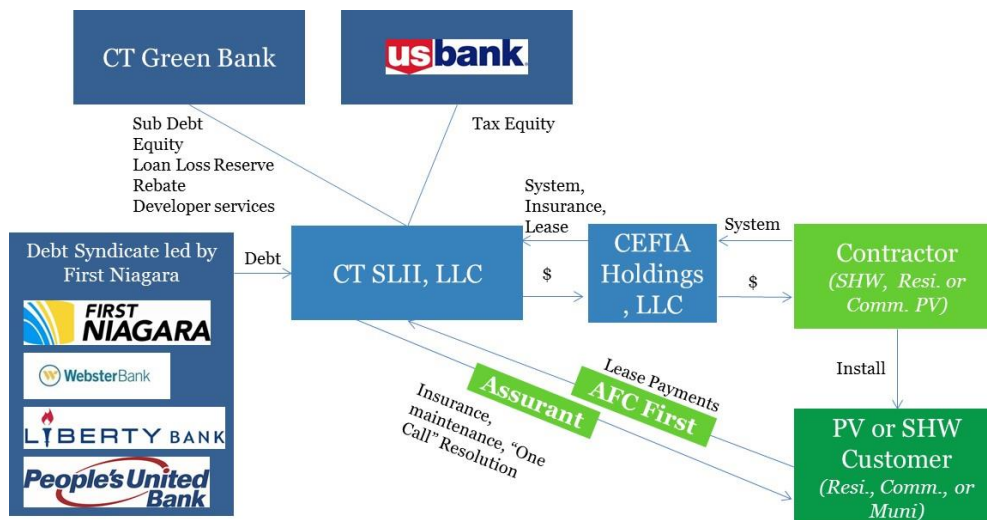 CT Green Bank
usbank
Sub Debt
Equity
Loan Loss Reserve
Rebate
Developer services
Tax Equity
Debt Syndicate led by
First Niagara
FIRST
NIAGARA
WebsterBank
LIBERTY BANK
People's United
Bank
Debt
CT SLII, LLC
System,
Insurance,
Lease
$
CEFIA
Holdings
, LLC
System
$
Contractor
(SHW, Resi. or
Comm. PV)
Install
Lease Payments
AFC First
Assurant
Insurance,
maintenance, “One
Call” Resolution
PV or SHW
Customer
(Resi., Comm., or
Muni)